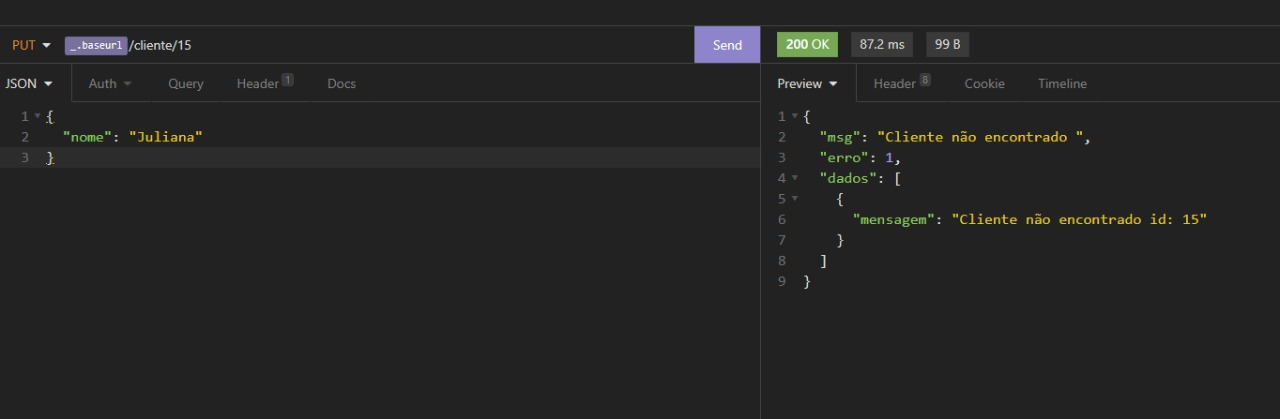 PUT _.baseurl /cliente/15 Send 200 OK 87.2 ms 99 B
JSON Auth Query Header 1 Docs Preview Header 8 Cookie Timeline
1 {
2 "nome": "Juliana"
3 }
1 {
2 "msg": "Cliente não encontrado ",
3 "erro": 1,
4 "dados": [
5 {
6 "mensagem": "Cliente não encontrado id: 15"
7 }
8 ]
9 }